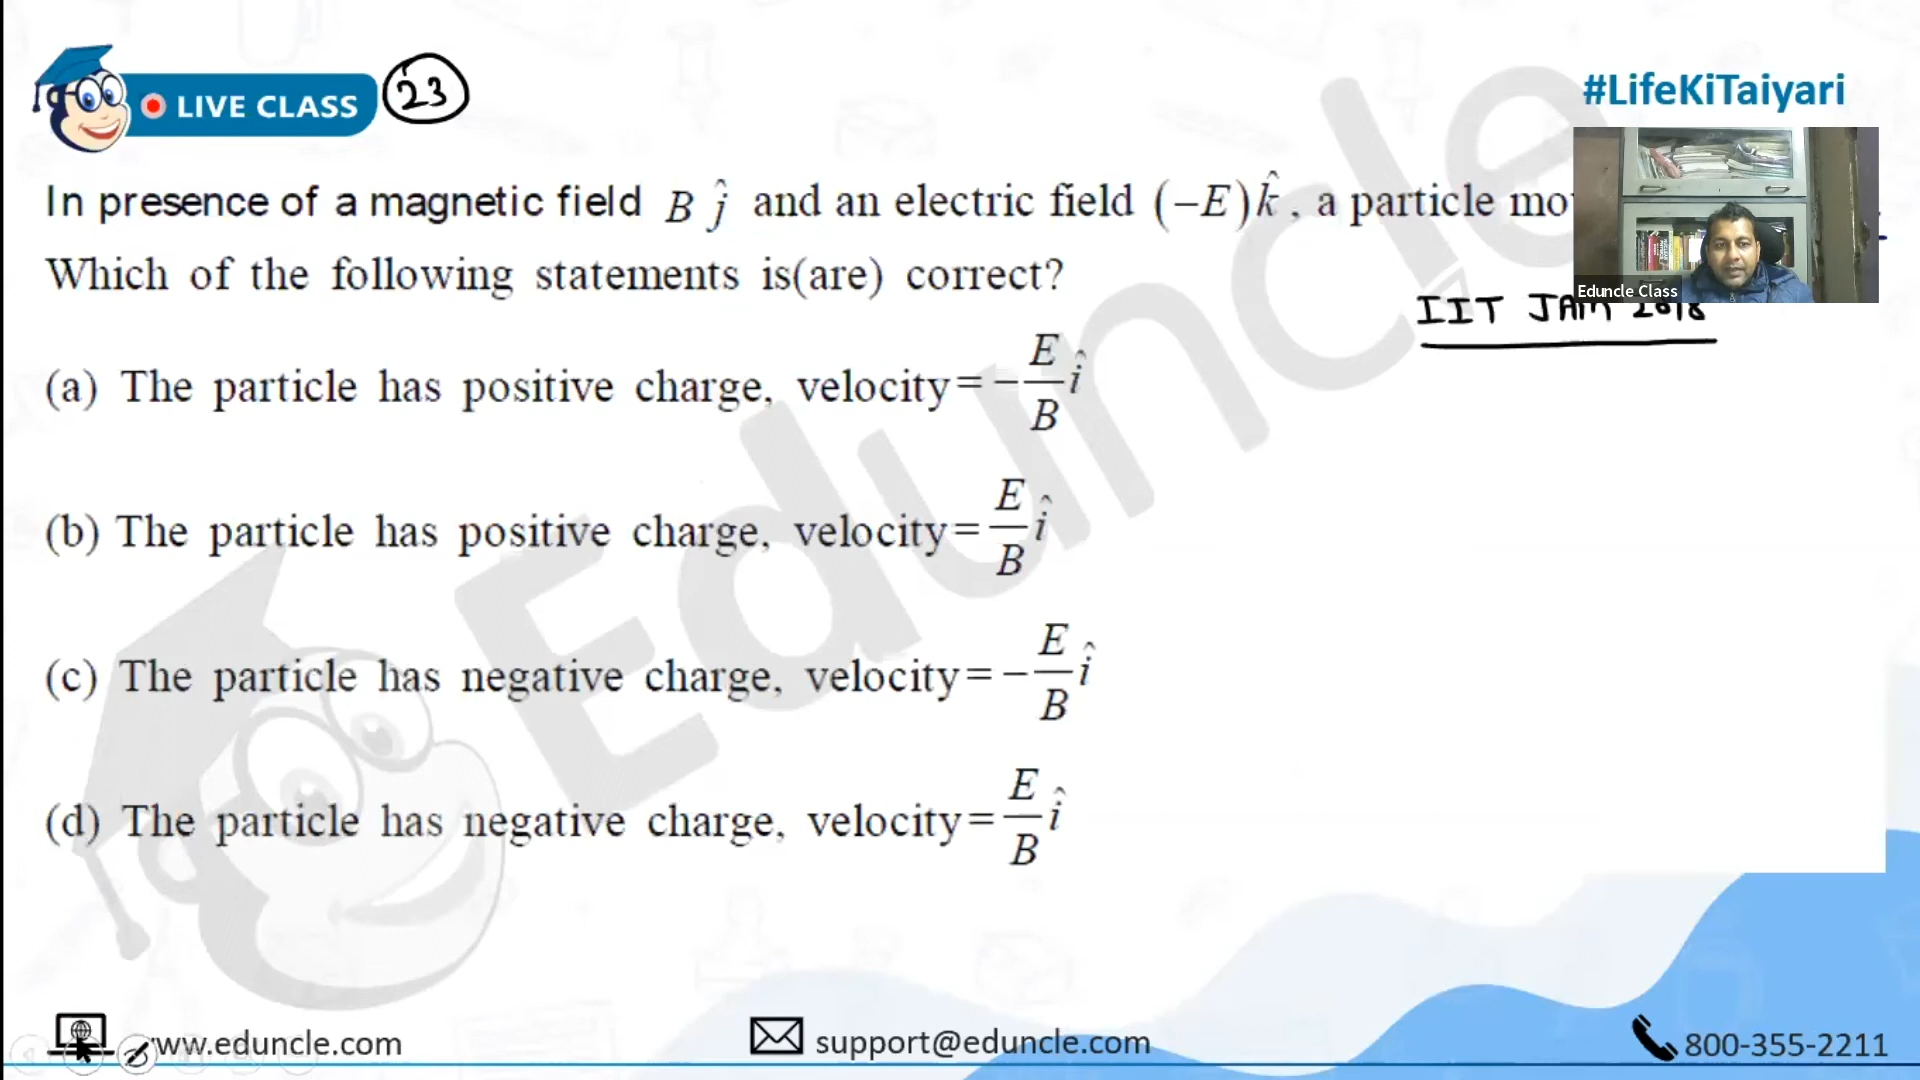 LIVE CLASS
23
#LifeKiTaiyari
In presence of a magnetic field B ĵ and an electric field (−E)k̂, a particle mo
Which of the following statements is(are) correct?
Eduncle Class
IIT JAM 2018
(a) The particle has positive charge, velocity = −E/B î
(b) The particle has positive charge, velocity = E/B î
(c) The particle has negative charge, velocity = −E/B î
(d) The particle has negative charge, velocity = E/B î
Eduncle
www.eduncle.com
support@eduncle.com
800-355-2211